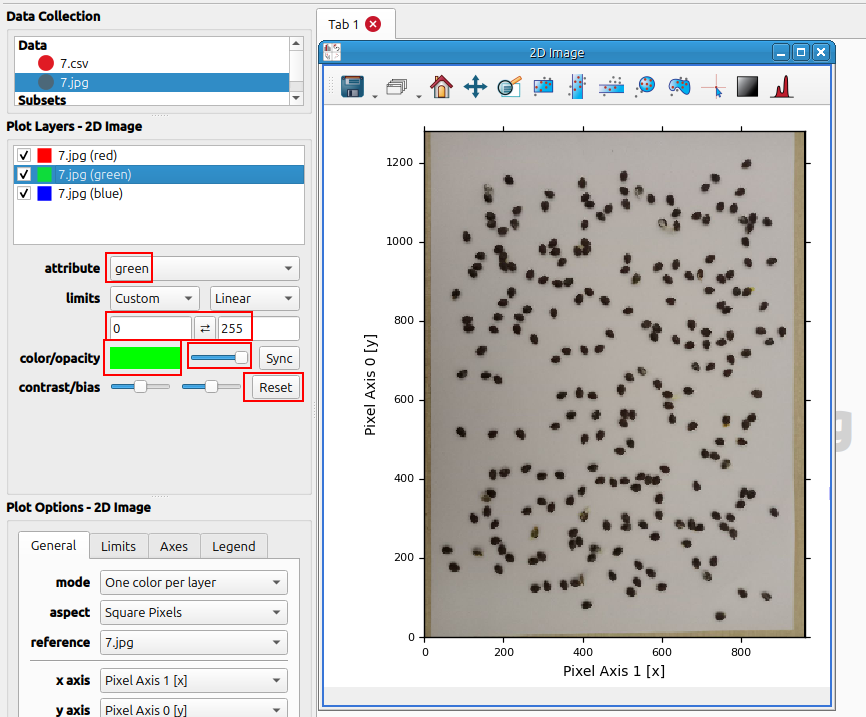 Data Collection
Data
7.csv
7.jpg
Subsets
Plot Layers - 2D Image
7.jpg (red)
7.jpg (green)
7.jpg (blue)
attribute green
limits Custom Linear
0 ⇄ 255
color/opacity Sync
contrast/bias Reset
Plot Options - 2D Image
General Limits Axes Legend
mode One color per layer
aspect Square Pixels
reference 7.jpg
x axis Pixel Axis 1 [x]
y axis Pixel Axis 0 [y]
Tab 1
2D Image
1200
1000
800
600
400
200
0
Pixel Axis 0 [y]
0 200 400 600 800
Pixel Axis 1 [x]
g